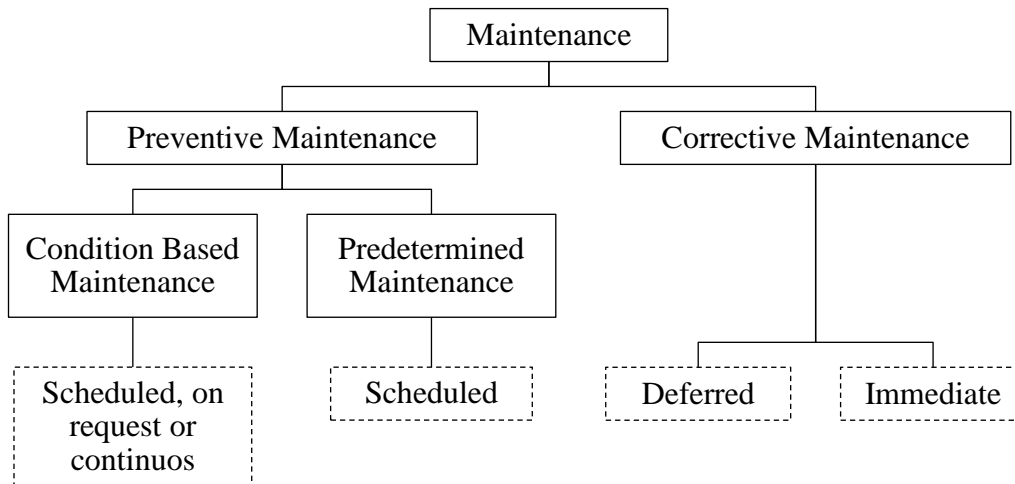 Maintenance
Preventive Maintenance
Corrective Maintenance
Condition Based
Maintenance
Predetermined
Maintenance
Scheduled, on
request or
continuos
Scheduled
Deferred
Immediate